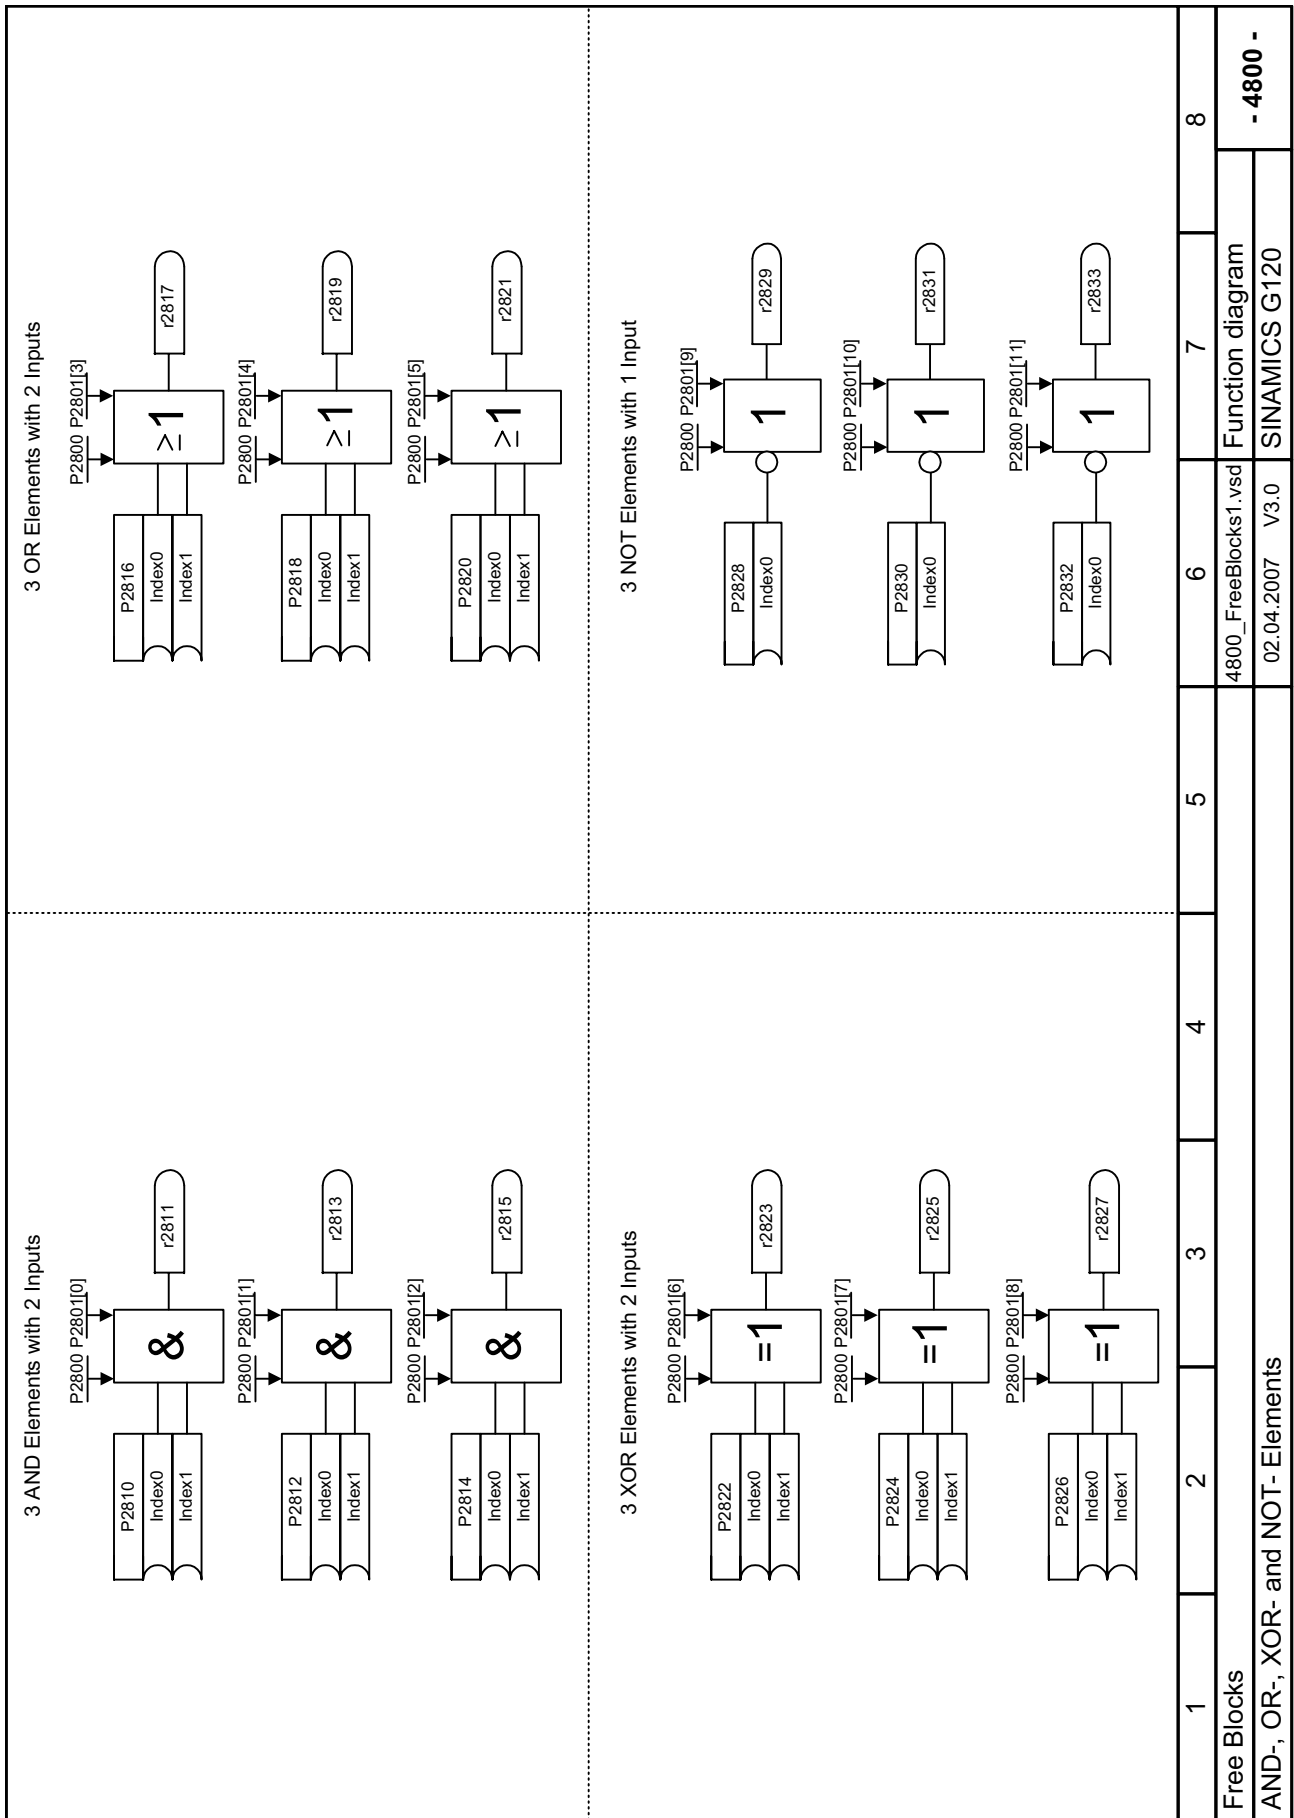 3 AND Elements with 2 Inputs
P2800 P2801[0]
P2810
Index0
Index1
&
r2811
P2800 P2801[1]
P2812
Index0
Index1
&
r2813
P2800 P2801[2]
P2814
Index0
Index1
&
r2815
3 OR Elements with 2 Inputs
P2800 P2801[3]
P2816
Index0
Index1
≥1
r2817
P2800 P2801[4]
P2818
Index0
Index1
≥1
r2819
P2800 P2801[5]
P2820
Index0
Index1
≥1
r2821
3 XOR Elements with 2 Inputs
P2800 P2801[6]
P2822
Index0
Index1
=1
r2823
P2800 P2801[7]
P2824
Index0
Index1
=1
r2825
P2800 P2801[8]
P2826
Index0
Index1
=1
r2827
3 NOT Elements with 1 Input
P2800 P2801[9]
P2828
Index0
1
r2829
P2800 P2801[10]
P2830
Index0
1
r2831
P2800 P2801[11]
P2832
Index0
1
r2833
1 2 3 4 5 6 7 8
Free Blocks
4800_FreeBlocks1.vsd
Function diagram
- 4800 -
AND-, OR-, XOR- and NOT- Elements
02.04.2007 V3.0
SINAMICS G120